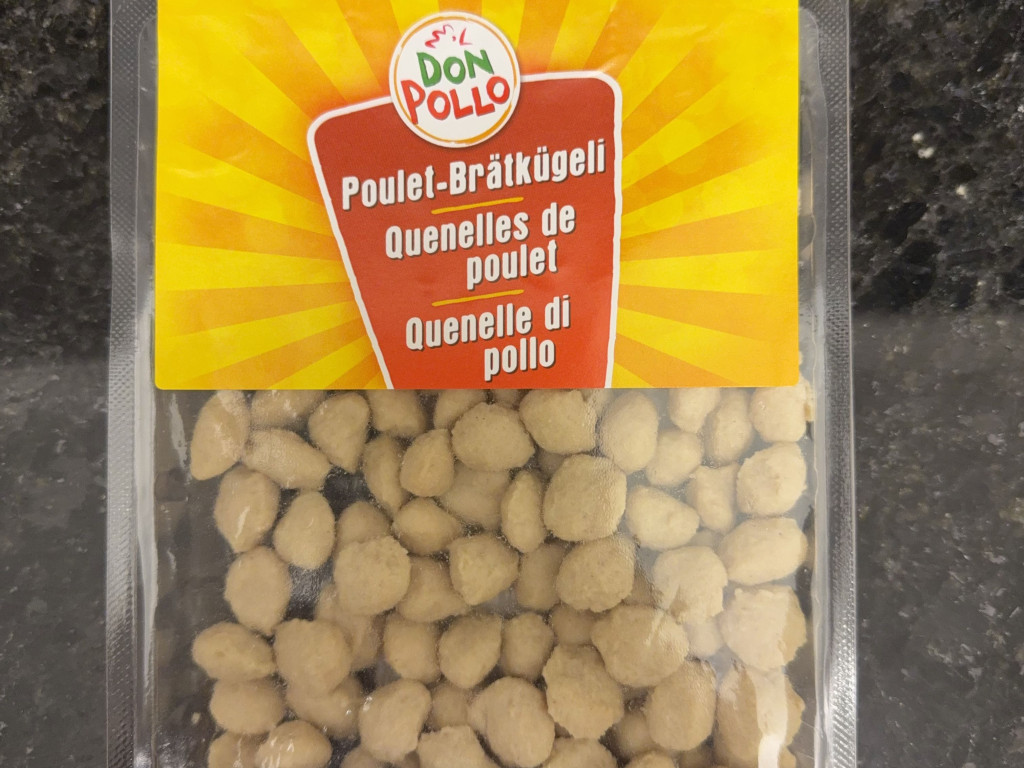 DON
POLLO
Poulet-Brätkügeli
Quenelles de
poulet
Quenelle di
pollo